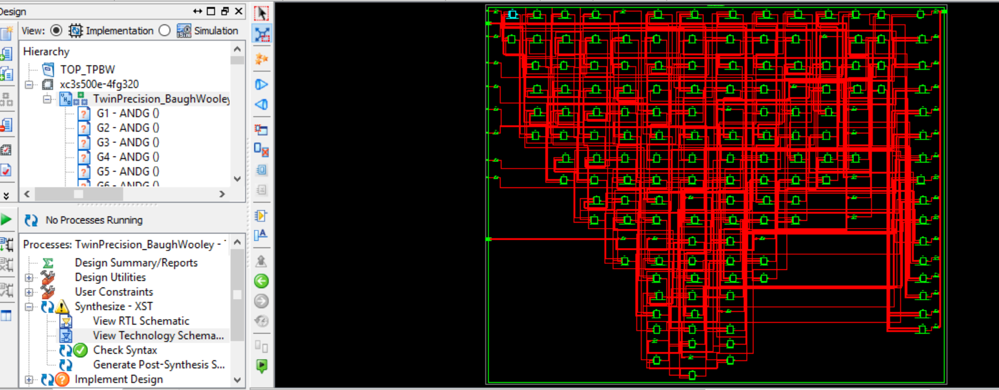 Design
View: Implementation Simulation
Hierarchy
TOP_TPBW
xc3s500e-4fg320
TwinPrecision_BaughWooley
G1 - ANDG ()
G2 - ANDG ()
G3 - ANDG ()
G4 - ANDG ()
G5 - ANDG ()
G6 - ANDG ()
No Processes Running
Processes: TwinPrecision_BaughWooley -
Design Summary/Reports
Design Utilities
User Constraints
Synthesize - XST
View RTL Schematic
View Technology Schema...
Check Syntax
Generate Post-Synthesis S...
Implement Design